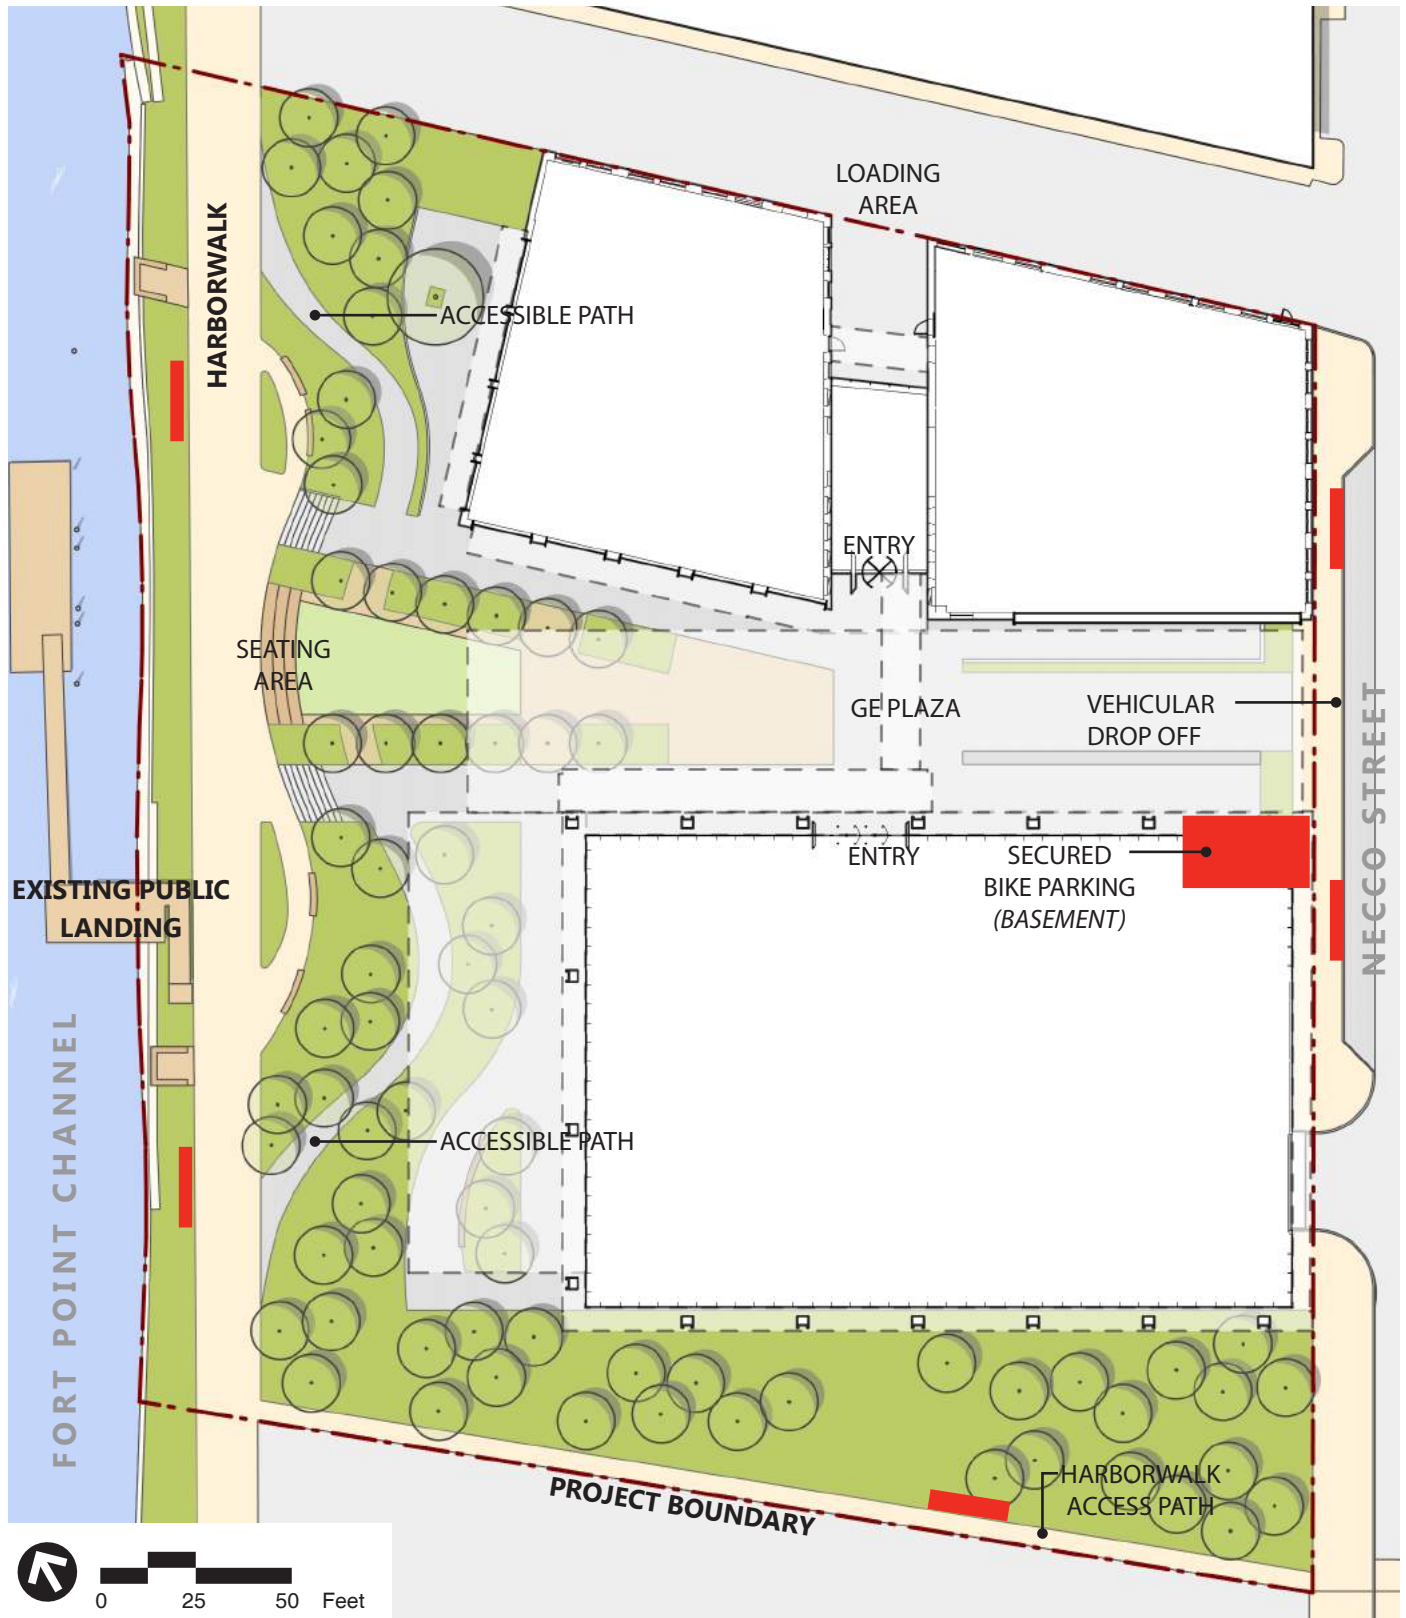 LOADING
AREA
HARBORWALK
ACCESSIBLE PATH
ENTRY
SEATING
AREA
GE PLAZA
VEHICULAR
DROP OFF
NECCO STREET
ENTRY
SECURED
BIKE PARKING
(BASEMENT)
EXISTING PUBLIC
LANDING
FORT POINT CHANNEL
ACCESSIBLE PATH
HARBORWALK
ACCESS PATH
PROJECT BOUNDARY
0 25 50 Feet